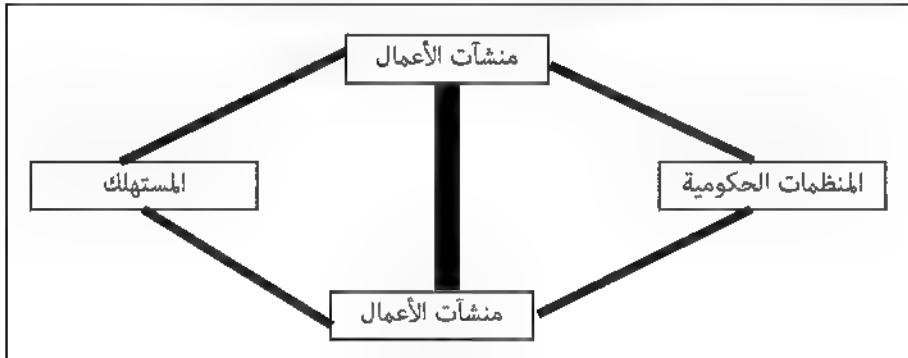 منشآت الأعمال
المنظمات الحكومية
المستهلك
منشآت الأعمال